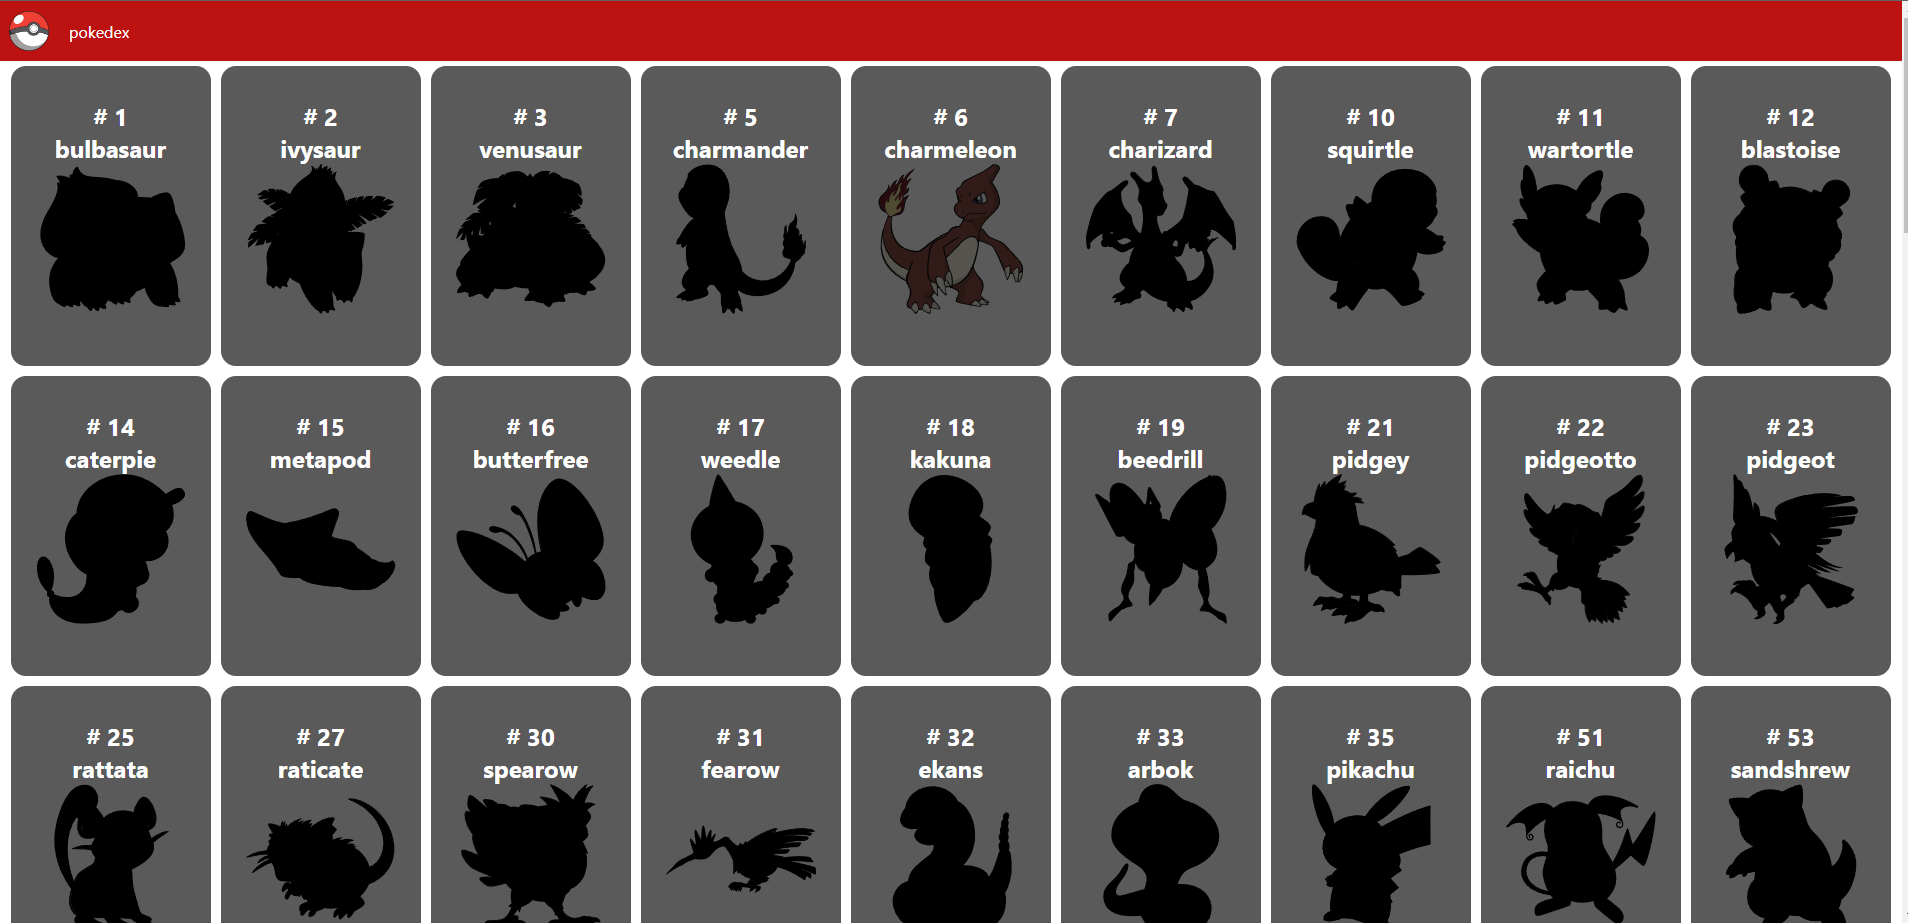 pokedex
# 1
bulbasaur
# 2
ivysaur
# 3
venusaur
# 5
charmander
# 6
charmeleon
# 7
charizard
# 10
squirtle
# 11
wartortle
# 12
blastoise
# 14
caterpie
# 15
metapod
# 16
butterfree
# 17
weedle
# 18
kakuna
# 19
beedrill
# 21
pidgey
# 22
pidgeotto
# 23
pidgeot
# 25
rattata
# 27
raticate
# 30
spearow
# 31
fearow
# 32
ekans
# 33
arbok
# 35
pikachu
# 51
raichu
# 53
sandshrew